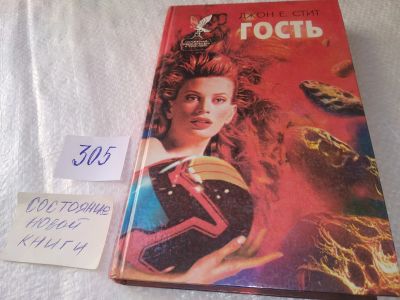 ДЖОН Е. СТИТ
ГОСТЬ
305
СОСТОЯНИЕ
НОВОЙ
КНИГИ